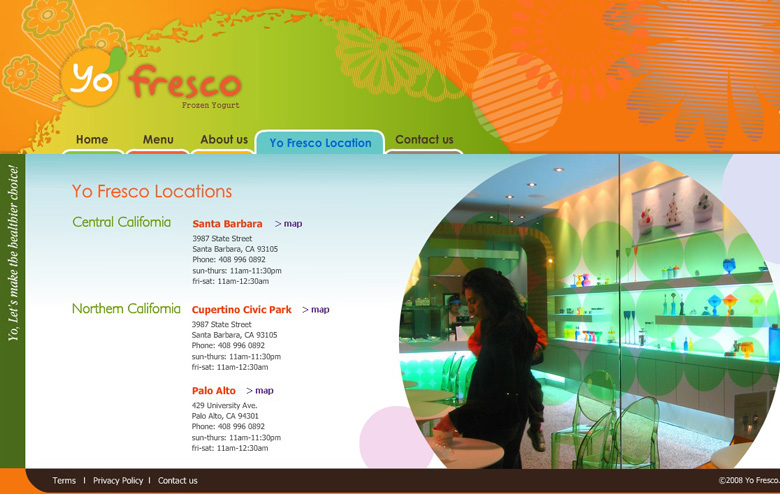 Yo fresco
Frozen Yogurt
Home
Menu
About us
Yo Fresco Location
Contact us
Yo, Let's make the healthier choice!
Yo Fresco Locations
Central California
Santa Barbara > map
3987 State Street
Santa Barbara, CA 93105
Phone: 408 996 0892
sun-thurs: 11am-11:30pm
fri-sat: 11am-12:30am
Northern California
Cupertino Civic Park > map
3987 State Street
Santa Barbara, CA 93105
Phone: 408 996 0892
sun-thurs: 11am-11:30pm
fri-sat: 11am-12:30am
Palo Alto > map
429 University Ave.
Palo Alto, CA 94301
Phone: 408 996 0892
sun-thurs: 11am-11:30pm
fri-sat: 11am-12:30am
Terms | Privacy Policy | Contact us
©2008 Yo Fresco